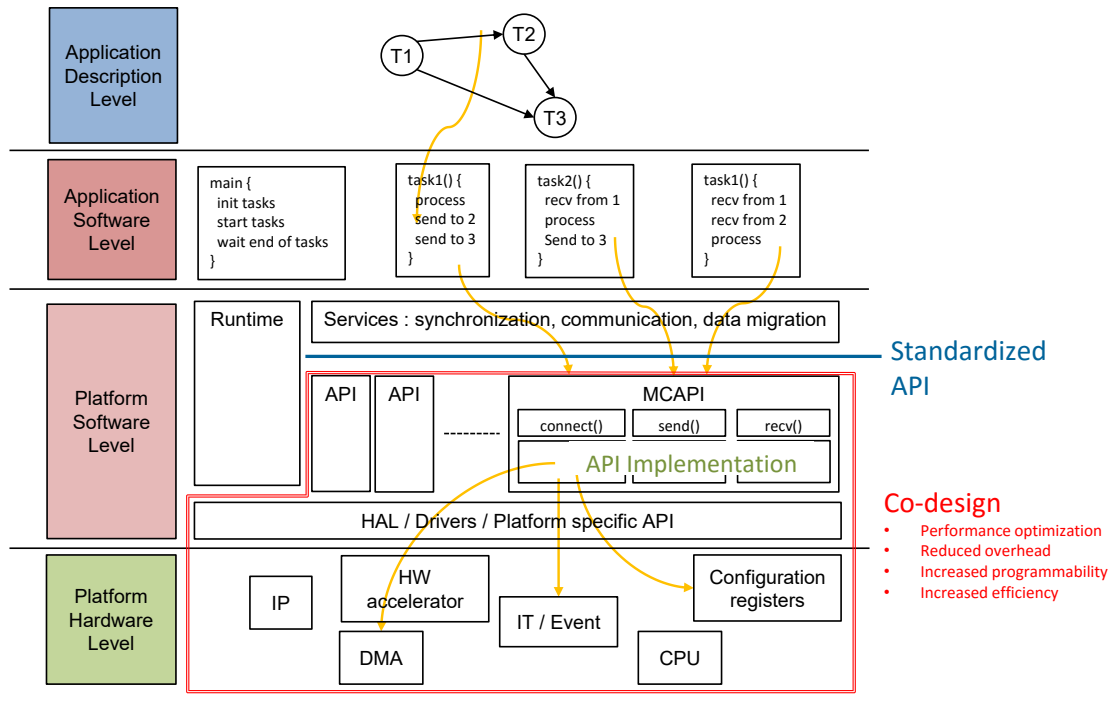 Application
Description
Level
T1
T2
T3
Application
Software
Level
main {
init tasks
start tasks
wait end of tasks
}
task1() {
process
send to 2
send to 3
}
task2() {
recv from 1
process
Send to 3
}
task1() {
recv from 1
recv from 2
process
}
Platform
Software
Level
Runtime
Services : synchronization, communication, data migration
Standardized
API
API
API
MCAPI
connect()
send()
recv()
API Implementation
HAL / Drivers / Platform specific API
Co-design
• Performance optimization
• Reduced overhead
• Increased programmability
• Increased efficiency
Platform
Hardware
Level
IP
HW
accelerator
DMA
IT / Event
CPU
Configuration
registers